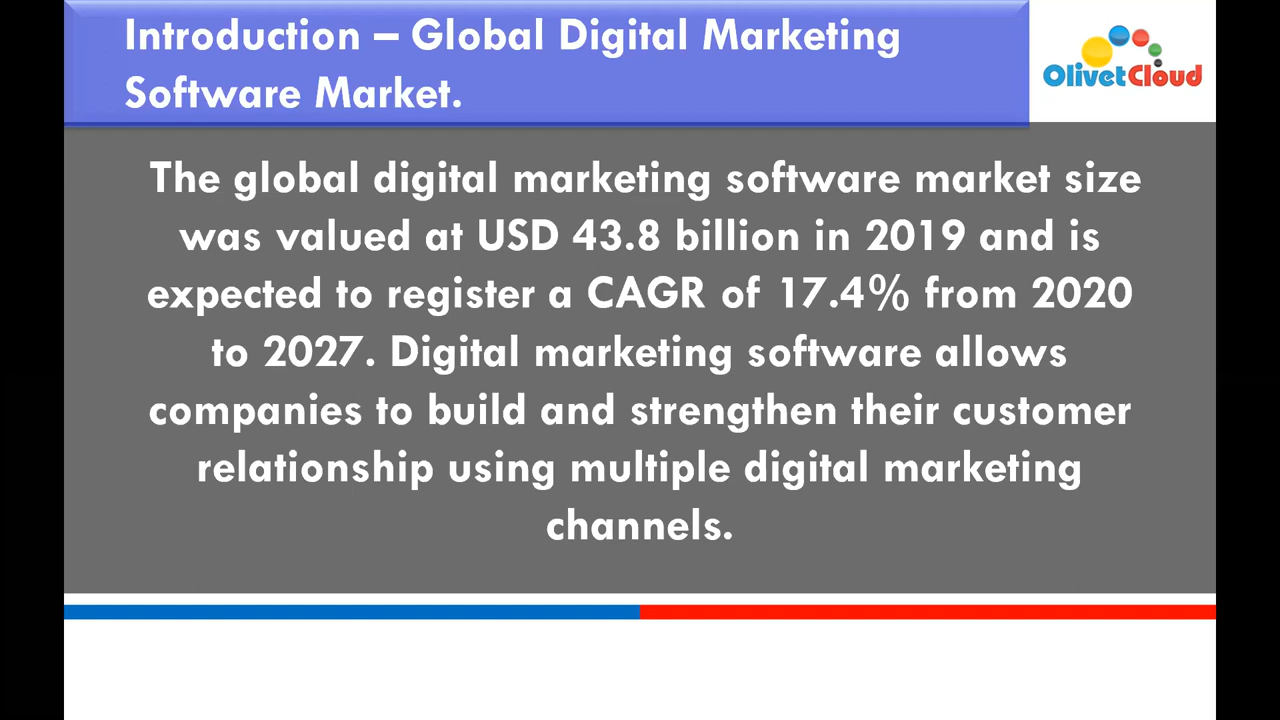 Introduction – Global Digital Marketing
Software Market.
OlivetCloud
The global digital marketing software market size
was valued at USD 43.8 billion in 2019 and is
expected to register a CAGR of 17.4% from 2020
to 2027. Digital marketing software allows
companies to build and strengthen their customer
relationship using multiple digital marketing
channels.